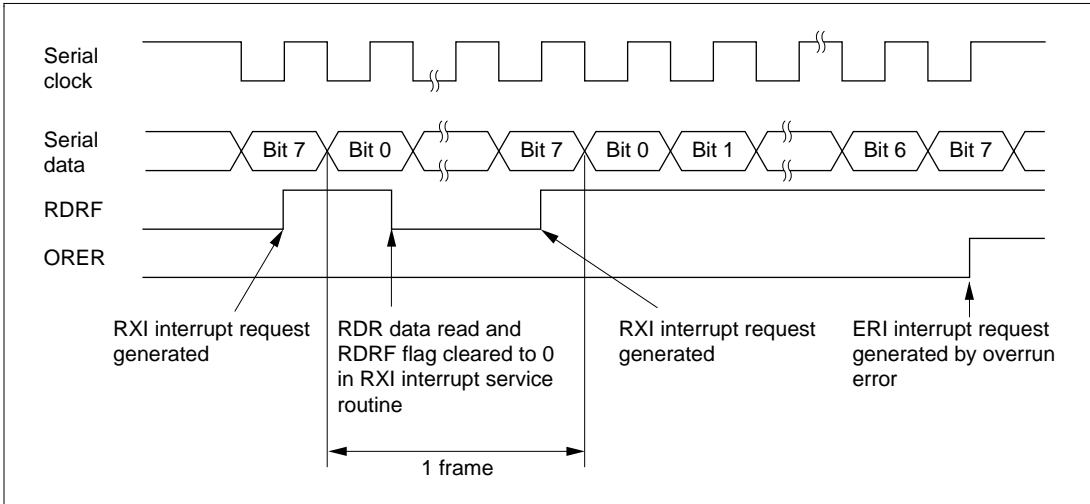 Serial
clock
Serial
data
Bit 7
Bit 0
Bit 7
Bit 0
Bit 1
Bit 6
Bit 7
RDRF
ORER
RXI interrupt request
generated
RDR data read and
RDRF flag cleared to 0
in RXI interrupt service
routine
RXI interrupt request
generated
ERI interrupt request
generated by overrun
error
1 frame